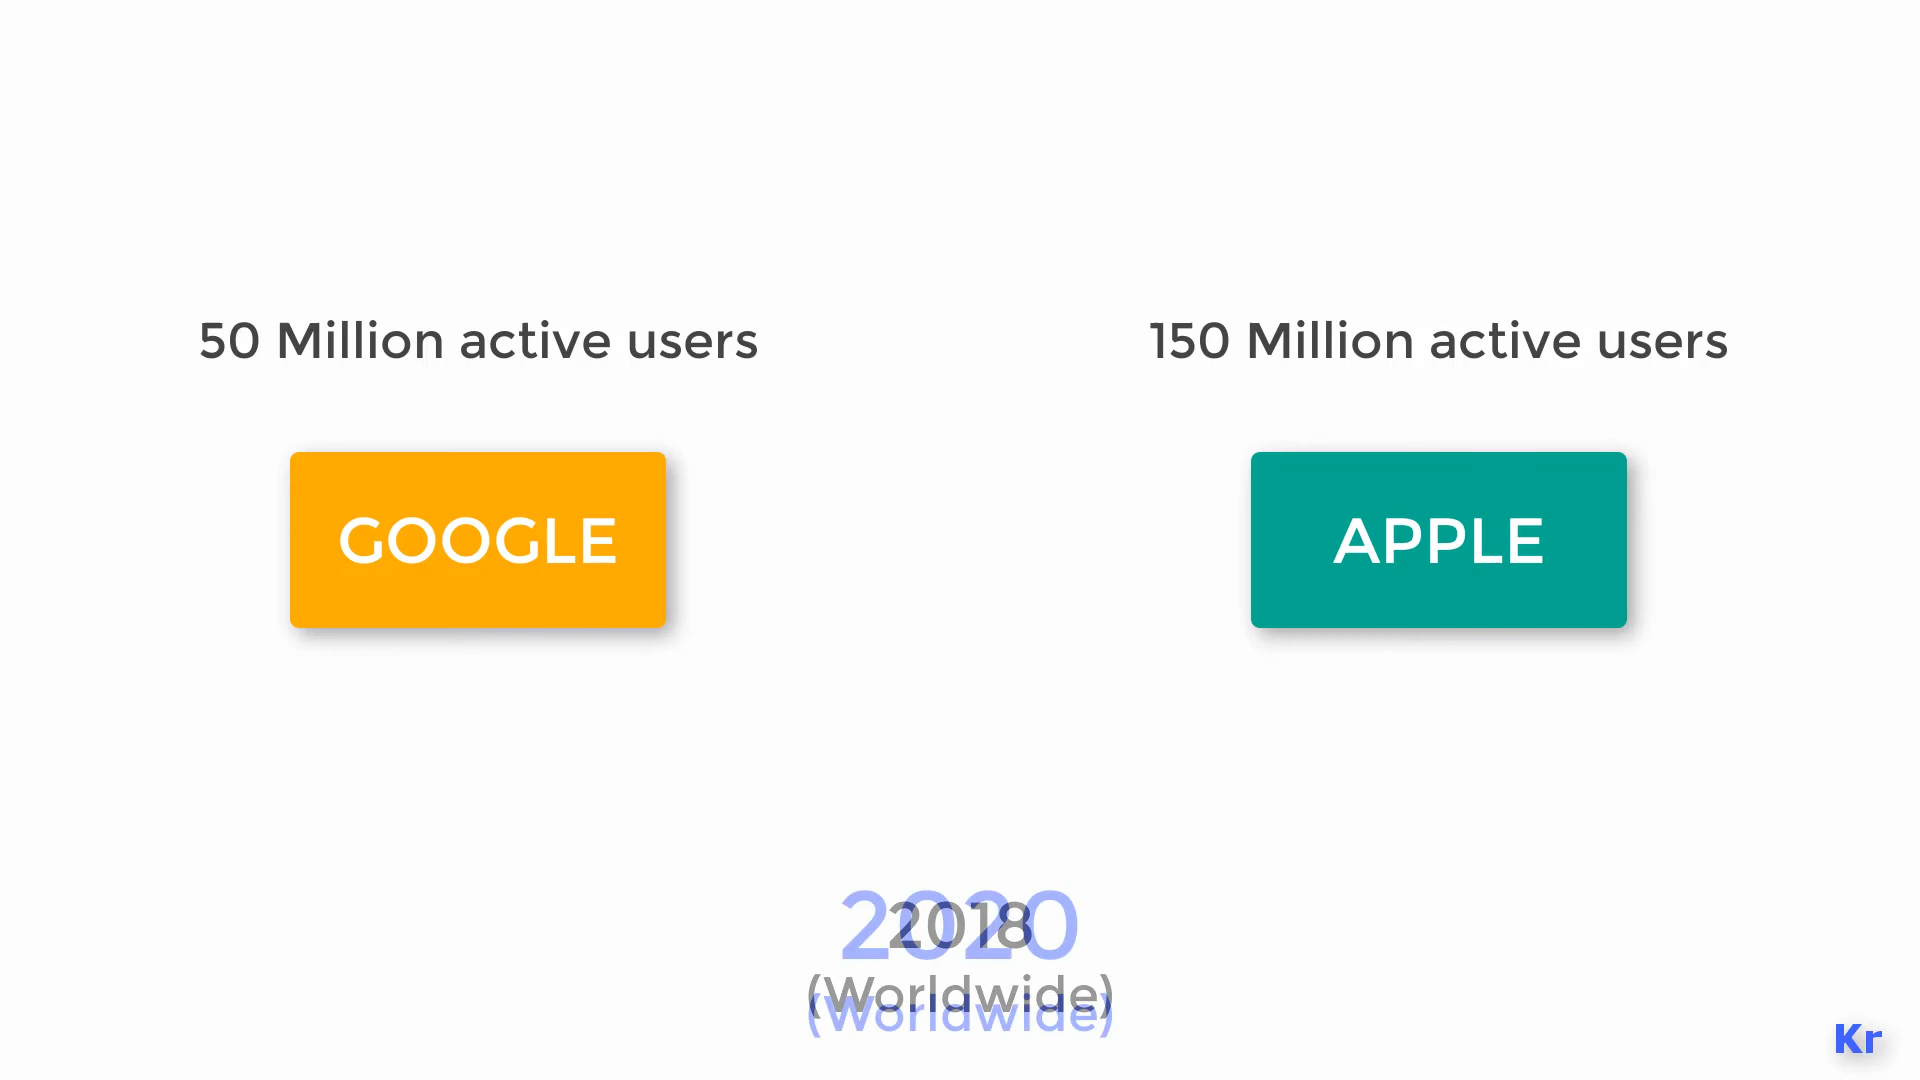 50 Million active users
150 Million active users
GOOGLE
APPLE
2020
2018
(Worldwide)
(Worldwide)
Kr